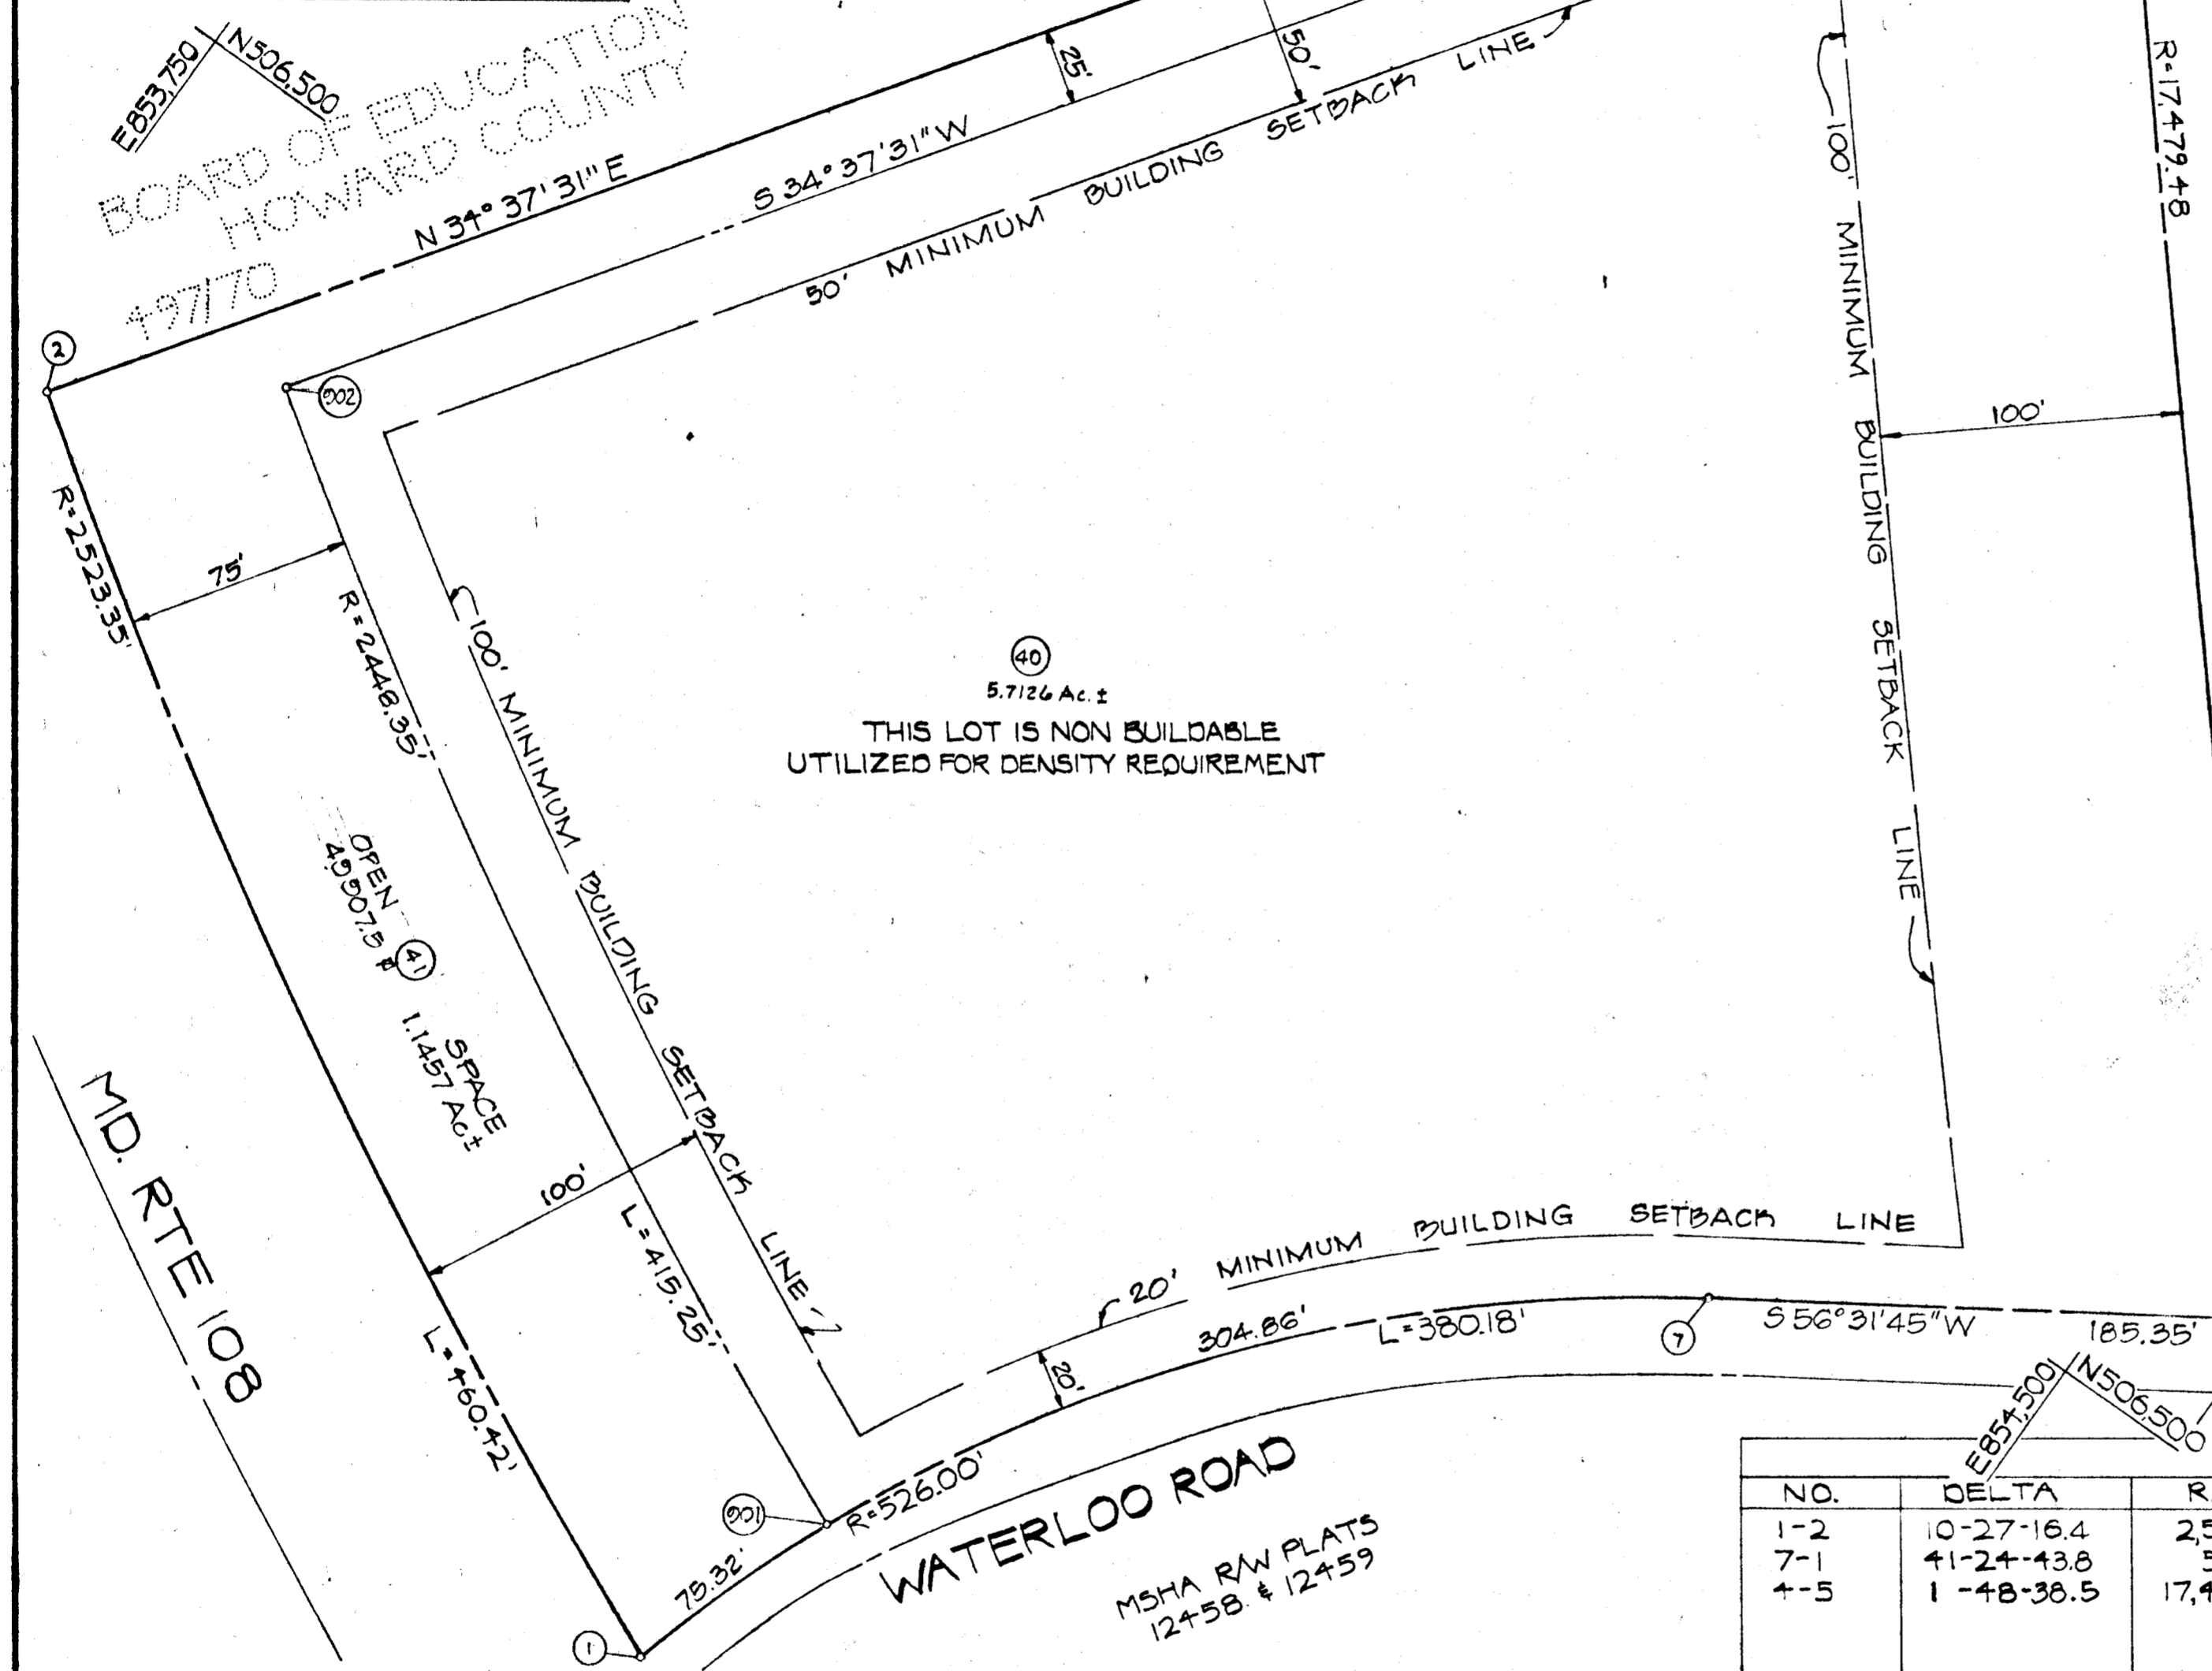 E853,750
N506,500
BOARD OF EDUCATION
HOWARD COUNTY
497/70
N 34° 37' 31" E
S 34° 37' 31" W
25'
50'
50' MINIMUM BUILDING SETBACK LINE
2
902
R=2523.35'
75'
R=2448.35'
100' MINIMUM BUILDING SETBACK LINE
40
5.7126 Ac. ±
THIS LOT IS NON BUILDABLE
UTILIZED FOR DENSITY REQUIREMENT
100' MINIMUM BUILDING SETBACK LINE
100'
R=17,479.48
OPEN SPACE
41
49907.5 1.1457 Ac±
MD. RTE 108
100'
L=415.25'
L=460.42'
20' MINIMUM BUILDING SETBACK LINE
20'
304.86'
L=380.18'
7
S 56° 31' 45" W
185.35'
E854,500
N506,500
901
R=526.00'
75.32'
1
WATERLOO ROAD
MSHA R/W PLATS
12458 & 12459
NO. DELTA R
1-2 10-27-16.4 2,5
7-1 41-24-43.8 5
4-5 1-48-38.5 17,4